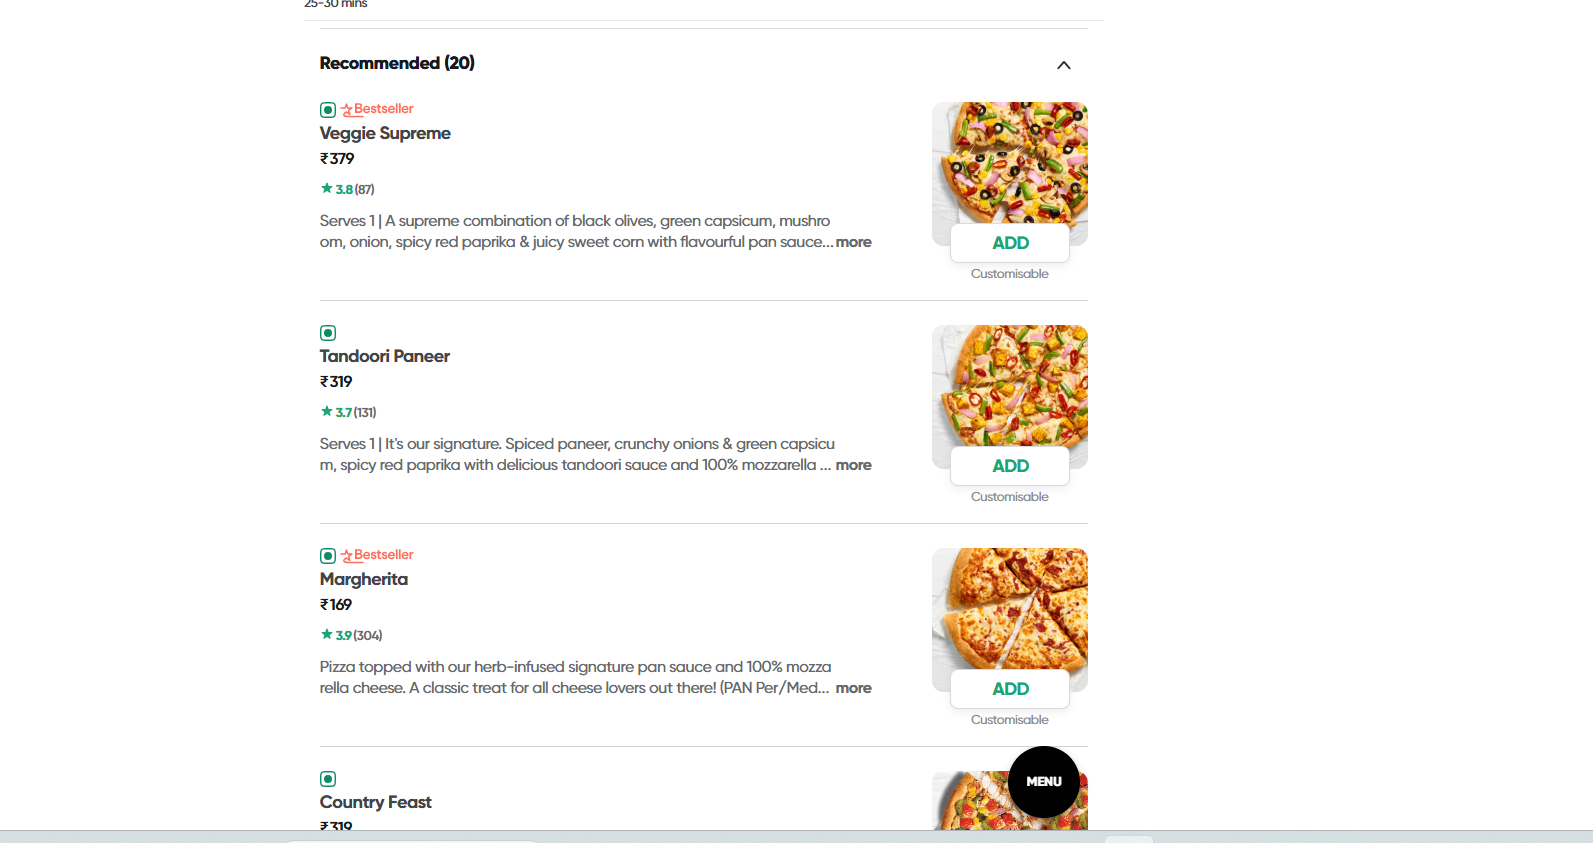 25-30 mins
Recommended (20)
Bestseller
Veggie Supreme
₹379
3.8(87)
Serves 1 | A supreme combination of black olives, green capsicum, mushro
om, onion, spicy red paprika & juicy sweet corn with flavourful pan sauce... more
ADD
Customisable
Tandoori Paneer
₹319
3.7(131)
Serves 1 | It's our signature. Spiced paneer, crunchy onions & green capsicu
m, spicy red paprika with delicious tandoori sauce and 100% mozzarella ... more
ADD
Customisable
Bestseller
Margherita
₹169
3.9(304)
Pizza topped with our herb-infused signature pan sauce and 100% mozza
rella cheese. A classic treat for all cheese lovers out there! (PAN Per/Med... more
ADD
Customisable
MENU
Country Feast
₹319